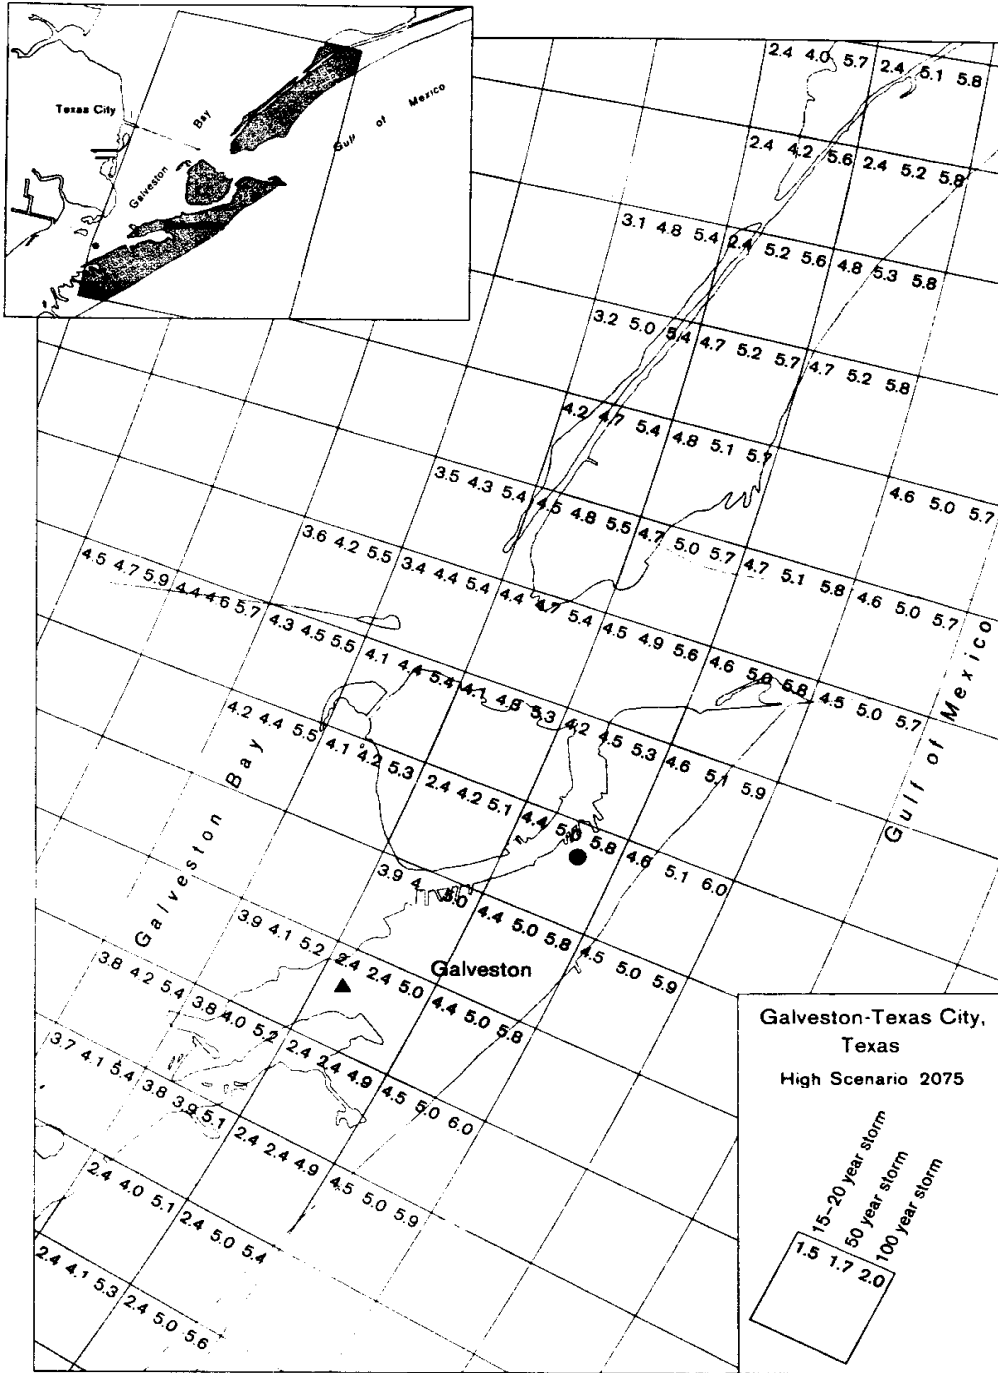 Texas City
Bay
Galveston
Gulf of Mexico
2.4 4.0 5.7 2.4 5.1 5.8
2.4 4.2 5.6 2.4 5.2 5.8
3.1 4.8 5.4 2.4 5.2 5.6 4.8 5.3 5.8
3.2 5.0 5.4 4.7 5.2 5.7 4.7 5.2 5.8
4.2 4.7 5.4 4.8 5.1 5.7
4.6 5.0 5.7
3.5 4.3 5.4 4.5 4.8 5.5 4.7 5.0 5.7 4.7 5.1 5.8 4.6 5.0 5.7
3.6 4.2 5.5 3.4 4.4 5.4 4.4 4.7 5.4 4.5 4.9 5.6 4.6 5.0 5.8 4.5 5.0 5.7
4.5 4.7 5.9 4.4 4.6 5.7 4.3 4.5 5.5 4.1 4.4 5.4 4.1 4.3 5.3 4.2 4.5 5.3 4.6 5.1 5.9
4.2 4.4 5.5 4.1 4.2 5.3 2.4 4.2 5.1 4.4 5.0 5.8 4.6 5.1 6.0
3.9 4. 5.0 4.4 5.0 5.8 4.5 5.0 5.9
3.9 4.1 5.2 2.4 2.4 5.0 4.4 5.0 5.8
3.8 4.2 5.4 3.8 4.0 5.2 2.4 2.4 4.9 4.5 5.0 6.0
3.7 4.1 5.4 3.8 3.9 5.1 2.4 2.4 4.9 4.5 5.0 5.9
2.4 4.0 5.1 2.4 5.0 5.4
2.4 4.1 5.3 2.4 5.0 5.6
Galveston Bay
Gulf of Mexico
Galveston
Galveston-Texas City,
Texas
High Scenario 2075
15-20 year storm
50 year storm
100 year storm
1.5 1.7 2.0